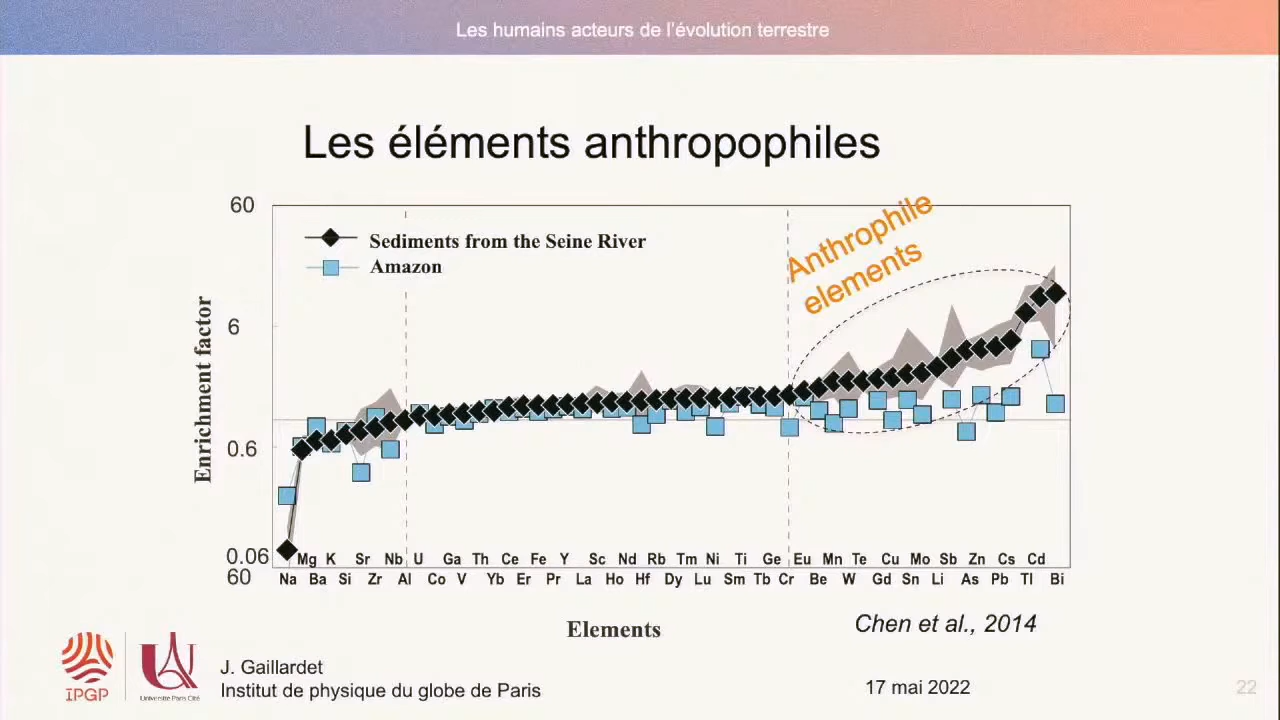 Les humains acteurs de l'évolution terrestre
Les éléments anthropophiles
60
6
0.6
0.06
60
Enrichment factor
Sediments from the Seine River
Amazon
Anthrophile
elements
Mg K Sr Nb U Ga Th Ce Fe Y Sc Nd Rb Tm Ni Ti Ge Eu Mn Te Cu Mo Sb Zn Cs Cd
Na Ba Si Zr Al Co V Yb Er Pr La Ho Hf Dy Lu Sm Tb Cr Be W Gd Sn Li As Pb Tl Bi
Elements
Chen et al., 2014
IPGP
Université Paris Cité
J. Gaillardet
Institut de physique du globe de Paris
17 mai 2022
22